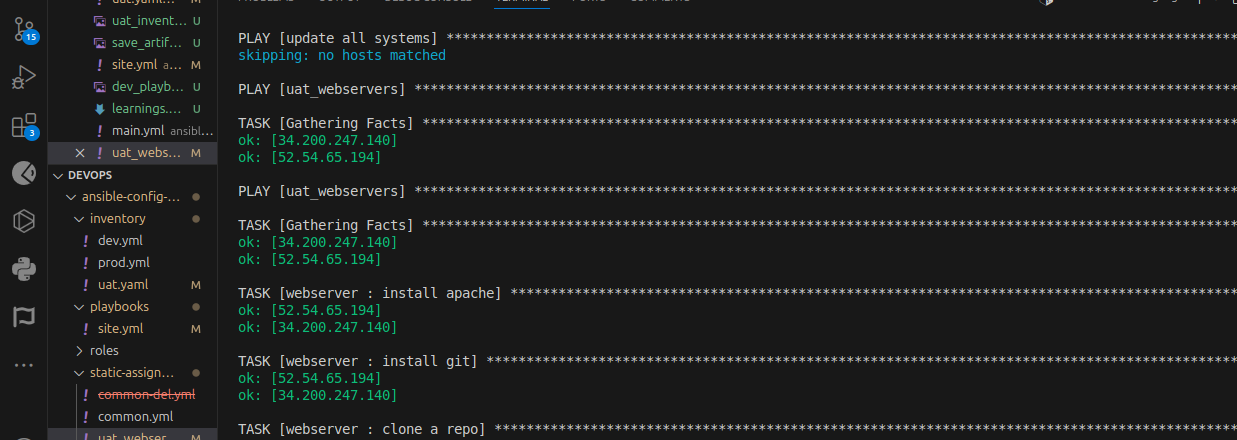 uat_invent... U
save_artif... U
site.yml a... M
dev_playb... U
learnings.... U
main.yml ansibl...
uat_webs... M
15
3
DEVOPS
ansible-config-...
inventory
dev.yml
prod.yml
uat.yaml M
playbooks
site.yml M
roles
static-assign...
common-del.yml
common.yml
uat_webser...
TERMINAL
PLAY [update all systems] ****************************************************************************************************
skipping: no hosts matched
PLAY [uat_webservers] ********************************************************************************************************
TASK [Gathering Facts] *******************************************************************************************************
ok: [34.200.247.140]
ok: [52.54.65.194]
PLAY [uat_webservers] ********************************************************************************************************
TASK [Gathering Facts] *******************************************************************************************************
ok: [34.200.247.140]
ok: [52.54.65.194]
TASK [webserver : install apache] ********************************************************************************************
ok: [52.54.65.194]
ok: [34.200.247.140]
TASK [webserver : install git] ***********************************************************************************************
ok: [52.54.65.194]
ok: [34.200.247.140]
TASK [webserver : clone a repo] **********************************************************************************************